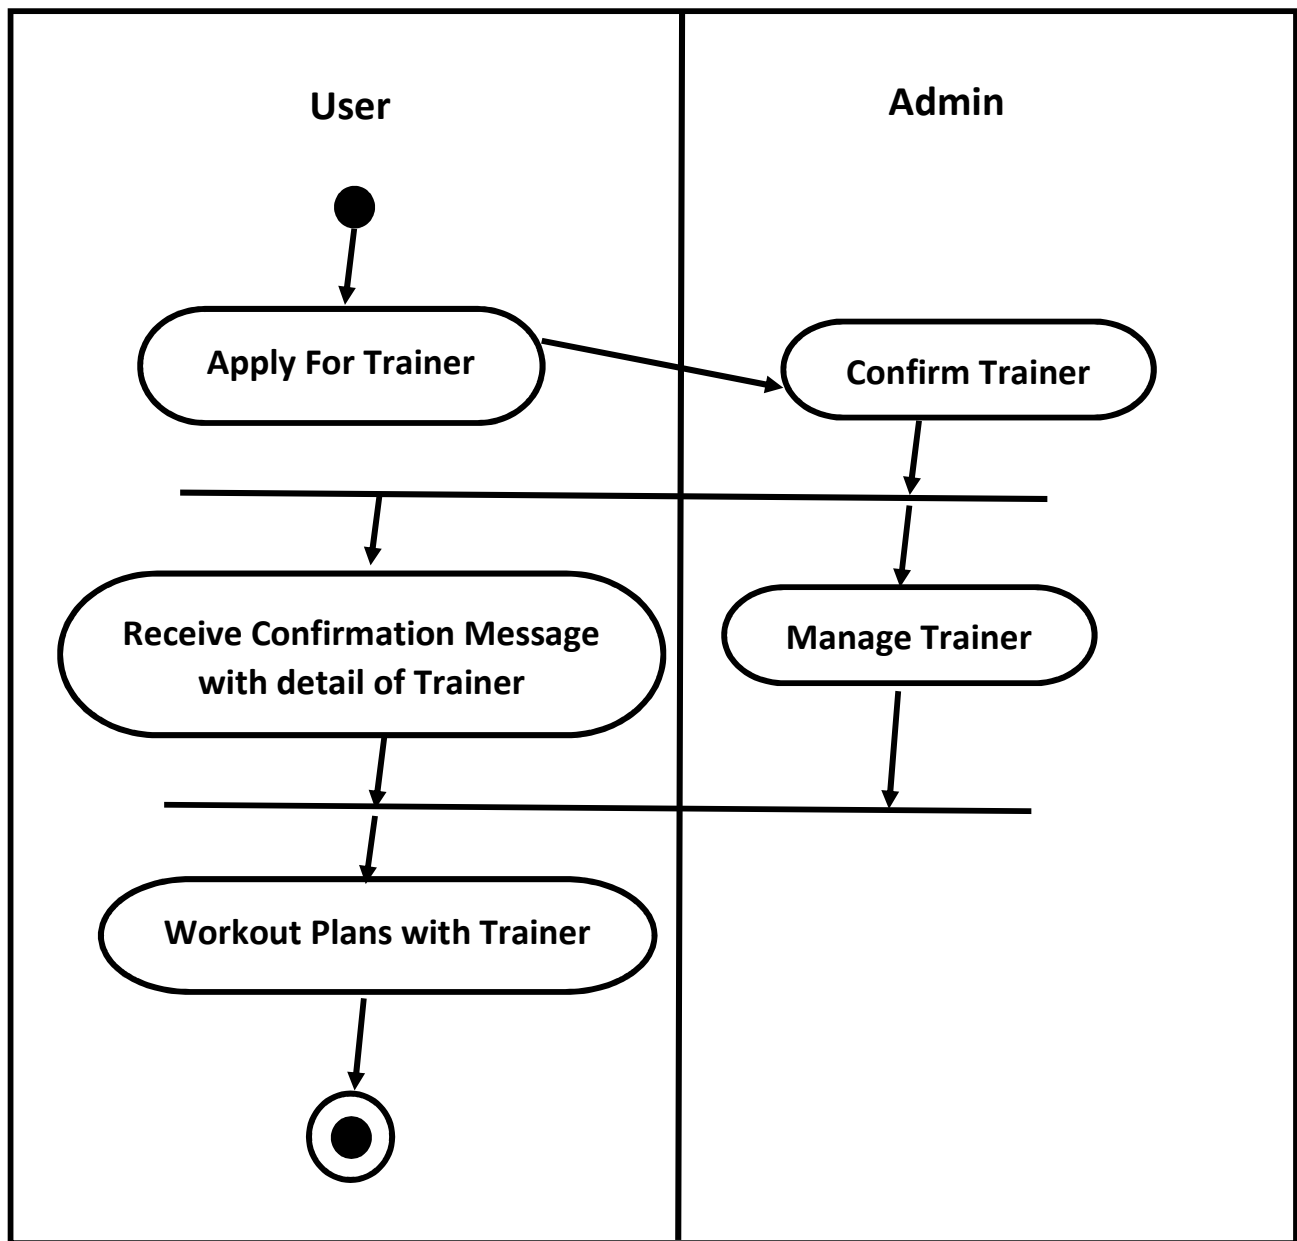 User
Admin
Apply For Trainer
Confirm Trainer
Receive Confirmation Message
with detail of Trainer
Manage Trainer
Workout Plans with Trainer